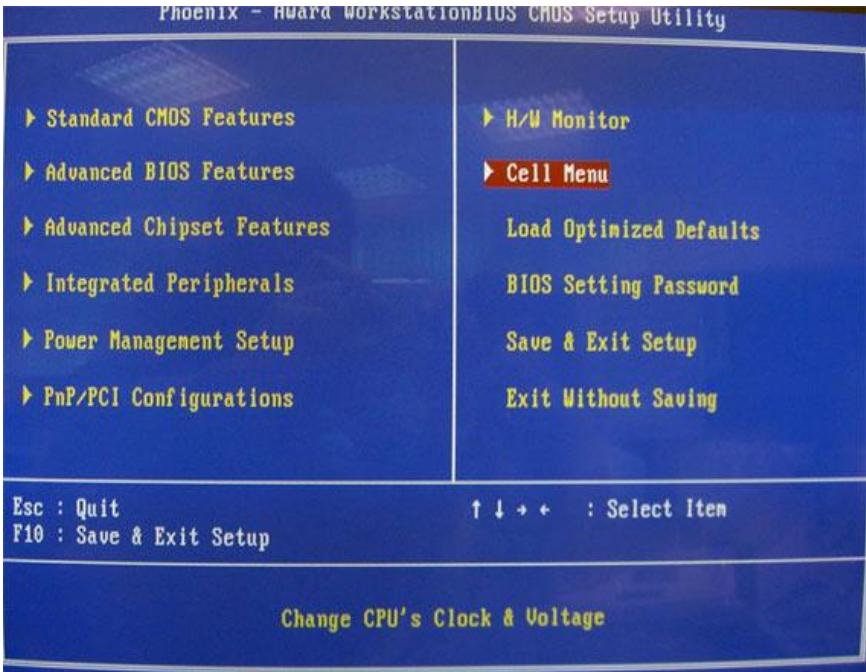 Phoenix - Award WorkstationBIOS CMOS Setup Utility
Standard CMOS Features
Advanced BIOS Features
Advanced Chipset Features
Integrated Peripherals
Power Management Setup
PnP/PCI Configurations
H/W Monitor
Cell Menu
Load Optimized Defaults
BIOS Setting Password
Save & Exit Setup
Exit Without Saving
Esc : Quit
F10 : Save & Exit Setup
↑ ↓ → ← : Select Item
Change CPU's Clock & Voltage